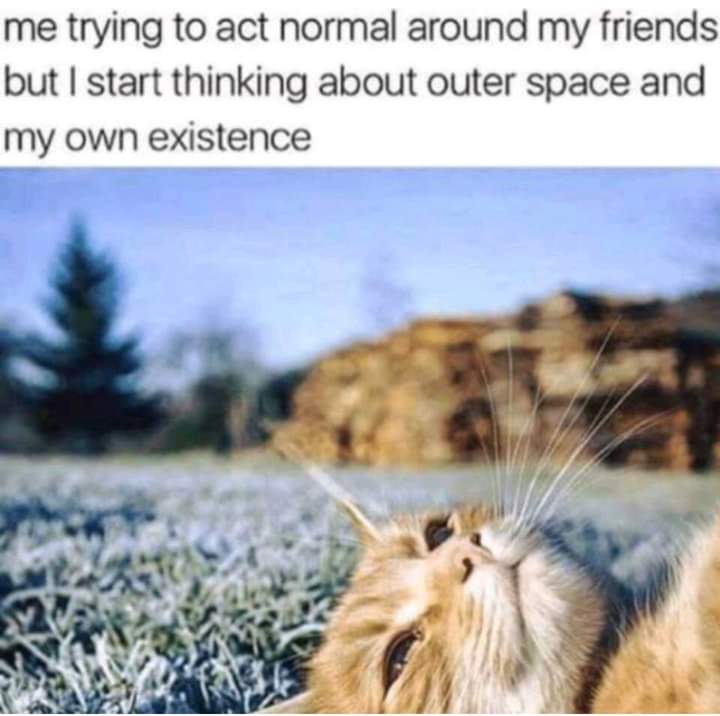 me trying to act normal around my friends
but I start thinking about outer space and
my own existence